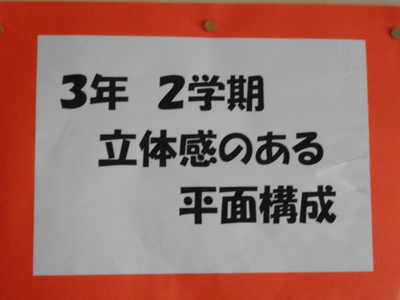 3年 2学期
立体感のある
平面構成